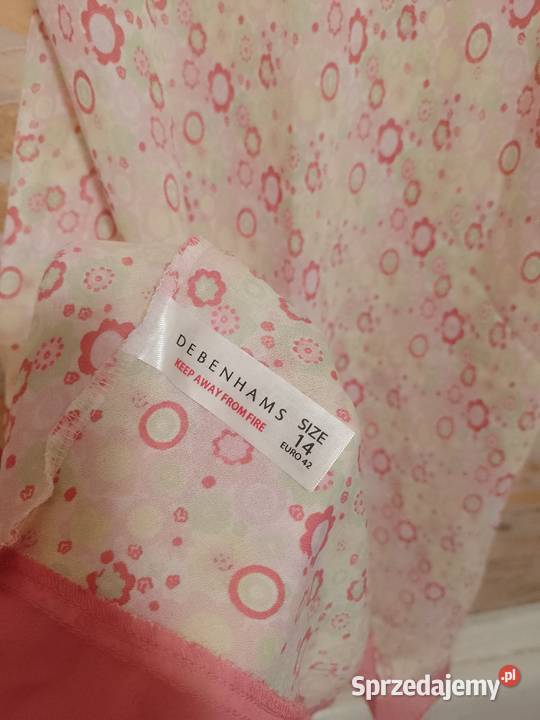 DEBENHAMS
KEEP AWAY FROM FIRE
SIZE
14
EURO 42
Sprzedajemy.pl